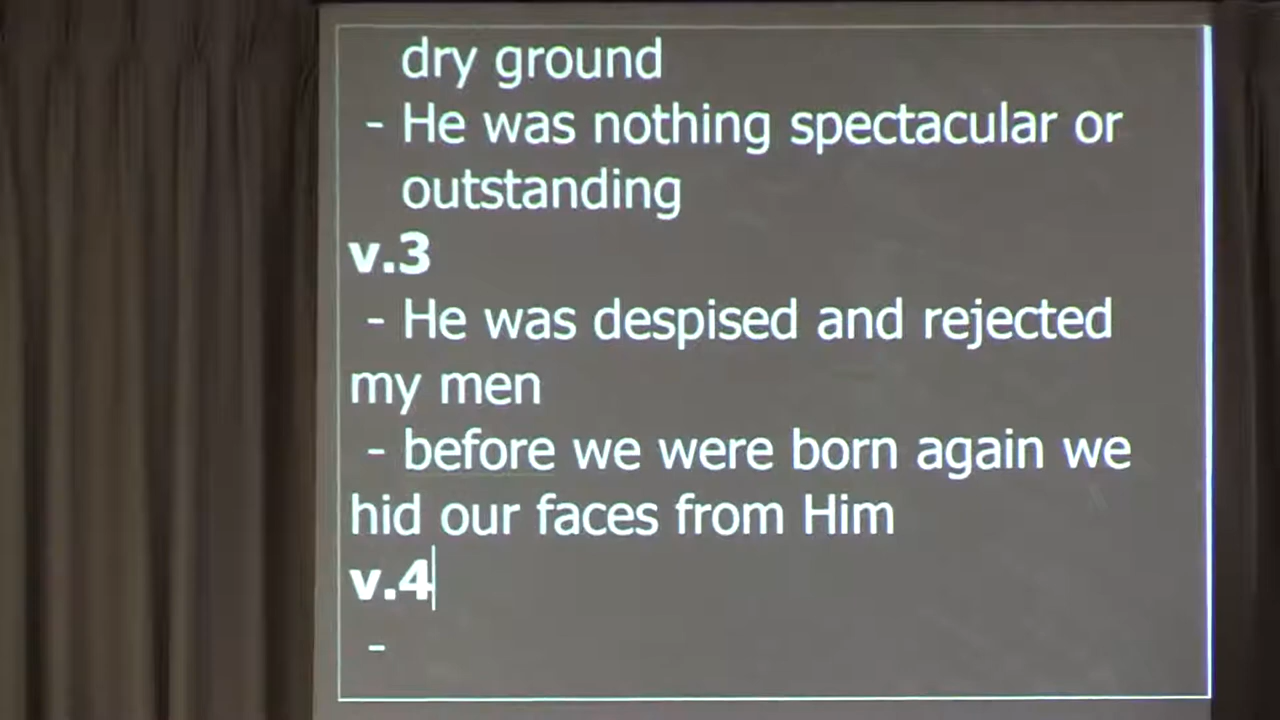 dry ground
- He was nothing spectacular or
outstanding
v.3
- He was despised and rejected
my men
- before we were born again we
hid our faces from Him
v.4
-